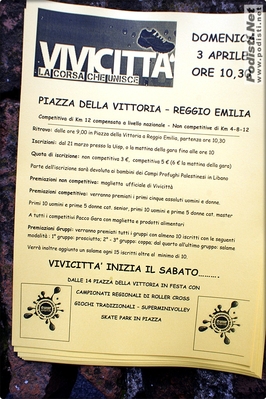 Podisti.Net
www.podisti.net
DOMENICA
3 APRILE
ORE 10,30
VIVICITTÀ
LA CORSA CHE UNISCE
PIAZZA DELLA VITTORIA - REGGIO EMILIA
Competitiva di Km 12 compensato a livello nazionale - Non competitive di Km 4-8-12
Ritrovo: dalle ore 9,00 in Piazza della Vittoria a Reggio Emilia, partenza ore 10,30
Iscrizioni: dal 21 marzo presso la Uisp, e la mattina della gara fino alle ore 10
Quota di iscrizione: non competitiva 3 €, competiva 5 € (6 € la mattina della gara)
Parte dell'iscrizione sarà devoluta ai bambini dei Campi Profughi Palestinesi in Libano
Premiazioni non competitive: maglietta ufficiale di Vivicittà
Premiazioni competitiva: verranno premiati i primi cinque assoluti uomini e donne,
Primi 10 uomini e prime 5 donne cat. senior, primi 10 uomini e prime 5 donne cat. master
A tutti i competitivi Pacco Gara con maglietta e prodotti alimentari
Premiazioni Gruppi: verranno premiati tutti i gruppi con almeno 10 iscritti con le seguenti
modalità : 1° gruppo: prosciutto; 2° - 3° gruppo: coppa; dal quarto all'ultimo gruppo: salame
Verrà inoltre aggiunto un salame ogni 15 iscritti oltre al minimo di 10.
VIVICITTA' INIZIA IL SABATO.........
DALLE 14 PIAZZA DELLA VITTORIA IN FESTA CON
CAMPIONATI REGIONALI DI ROLLER CROSS
GIOCHI TRADIZIONALI - SUPERMINIVOLLEY
SKATE PARK IN PIAZZA